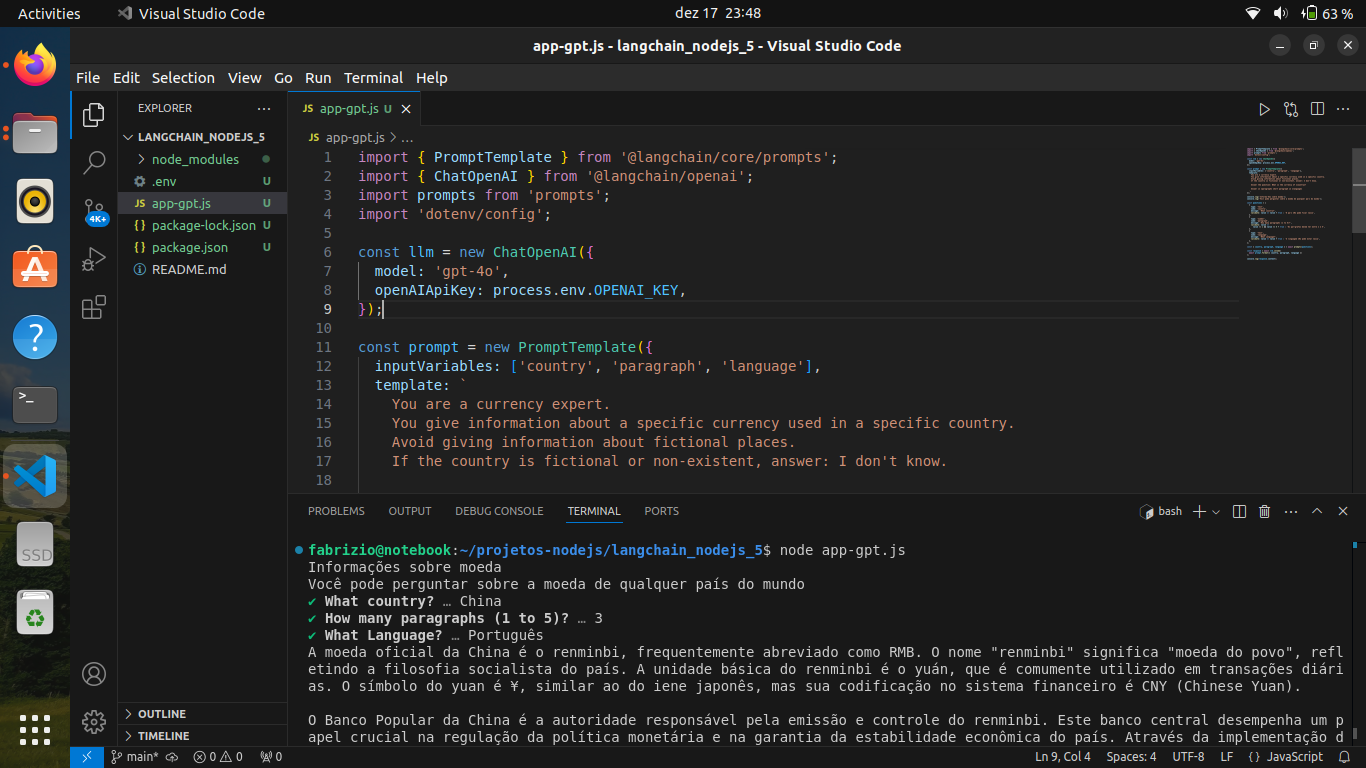 Activities
Visual Studio Code
dez 17 23:48
63 %
app-gpt.js - langchain_nodejs_5 - Visual Studio Code
File Edit Selection View Go Run Terminal Help
EXPLORER
LANGCHAIN_NODEJS_5
node_modules
.env U
JS app-gpt.js U
{ } package-lock.json U
{ } package.json U
README.md
4K+
OUTLINE
TIMELINE
JS app-gpt.js U
JS app-gpt.js > ...
1 import { PromptTemplate } from '@langchain/core/prompts';
2 import { ChatOpenAI } from '@langchain/openai';
3 import prompts from 'prompts';
4 import 'dotenv/config';
5
6 const llm = new ChatOpenAI({
7 model: 'gpt-4o',
8 openAIApiKey: process.env.OPENAI_KEY,
9 });
10
11 const prompt = new PromptTemplate({
12 inputVariables: ['country', 'paragraph', 'language'],
13 template: `
14 You are a currency expert.
15 You give information about a specific currency used in a specific country.
16 Avoid giving information about fictional places.
17 If the country is fictional or non-existent, answer: I don't know.
18
PROBLEMS OUTPUT DEBUG CONSOLE TERMINAL PORTS
bash
fabrizio@notebook:~/projetos-nodejs/langchain_nodejs_5$ node app-gpt.js
Informações sobre moeda
Você pode perguntar sobre a moeda de qualquer país do mundo
✔ What country? … China
✔ How many paragraphs (1 to 5)? … 3
✔ What Language? … Português
A moeda oficial da China é o renminbi, frequentemente abreviado como RMB. O nome "renminbi" significa "moeda do povo", refl
etindo a filosofia socialista do país. A unidade básica do renminbi é o yuán, que é comumente utilizado em transações diári
as. O símbolo do yuan é ¥, similar ao do iene japonês, mas sua codificação no sistema financeiro é CNY (Chinese Yuan).
O Banco Popular da China é a autoridade responsável pela emissão e controle do renminbi. Este banco central desempenha um p
apel crucial na regulação da política monetária e na garantia da estabilidade econômica do país. Através da implementação d
main* 0 0 0
Ln 9, Col 4 Spaces: 4 UTF-8 LF { } JavaScript
SSD
>_
?